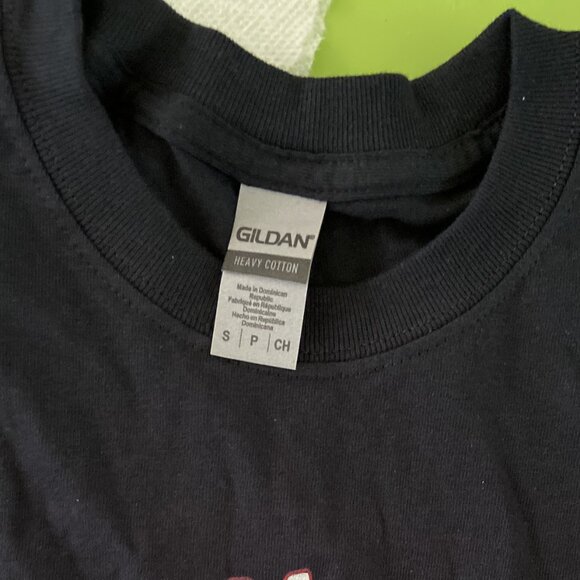 GILDAN®
HEAVY COTTON
Made in Dominican
Republic
Fabriqué en République
Dominicaine
Hecho en República
Dominicana
S | P | CH